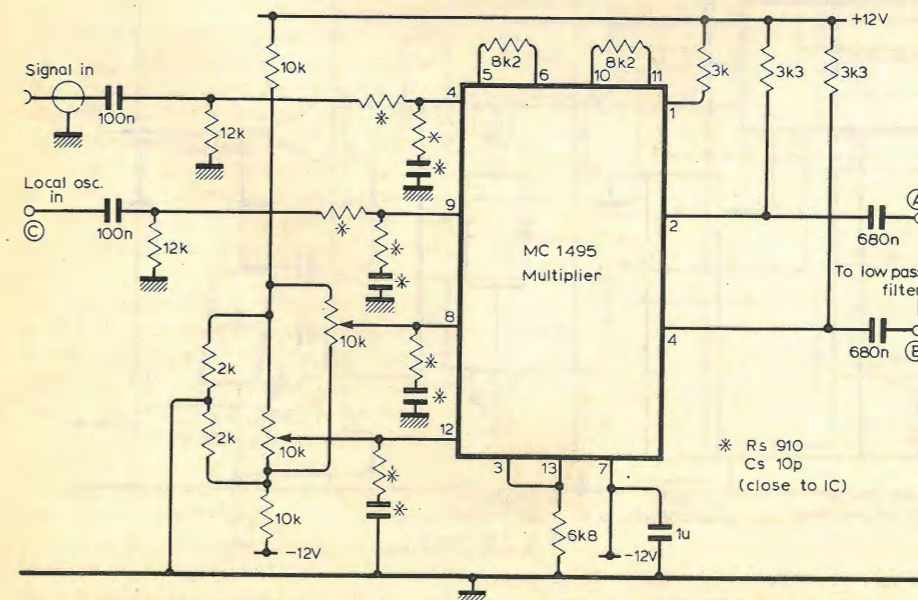 +12V
10k
8k2
8k2
3k
3k3
3k3
5
6
10
11
Signal in
100n
12k
※
※
※
4
1
Local osc.
in
C
100n
12k
※
※
※
9
2
MC 1495
Multiplier
A
680n
To low pass
filter
2k
10k
※
※
8
4
680n
B
2k
10k
※
※
12
※ Rs 910
Cs 10p
(close to IC)
3
13
7
10k
-12V
6k8
-12V
1u